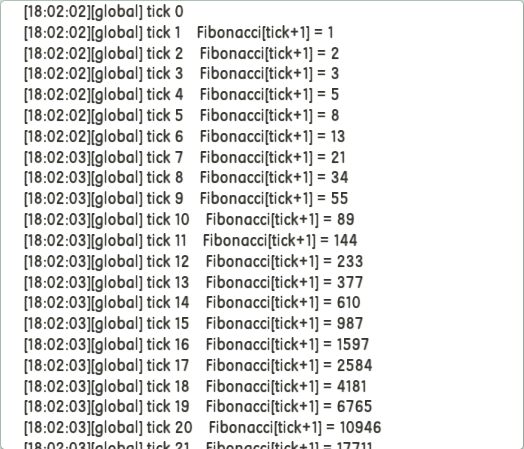 [18:02:02][global] tick 0
[18:02:02][global] tick 1 Fibonacci[tick+1] = 1
[18:02:02][global] tick 2 Fibonacci[tick+1] = 2
[18:02:02][global] tick 3 Fibonacci[tick+1] = 3
[18:02:02][global] tick 4 Fibonacci[tick+1] = 5
[18:02:02][global] tick 5 Fibonacci[tick+1] = 8
[18:02:02][global] tick 6 Fibonacci[tick+1] = 13
[18:02:03][global] tick 7 Fibonacci[tick+1] = 21
[18:02:03][global] tick 8 Fibonacci[tick+1] = 34
[18:02:03][global] tick 9 Fibonacci[tick+1] = 55
[18:02:03][global] tick 10 Fibonacci[tick+1] = 89
[18:02:03][global] tick 11 Fibonacci[tick+1] = 144
[18:02:03][global] tick 12 Fibonacci[tick+1] = 233
[18:02:03][global] tick 13 Fibonacci[tick+1] = 377
[18:02:03][global] tick 14 Fibonacci[tick+1] = 610
[18:02:03][global] tick 15 Fibonacci[tick+1] = 987
[18:02:03][global] tick 16 Fibonacci[tick+1] = 1597
[18:02:03][global] tick 17 Fibonacci[tick+1] = 2584
[18:02:03][global] tick 18 Fibonacci[tick+1] = 4181
[18:02:03][global] tick 19 Fibonacci[tick+1] = 6765
[18:02:03][global] tick 20 Fibonacci[tick+1] = 10946
[18:02:03][global] tick 21 Fibonacci[tick+1] = 17711